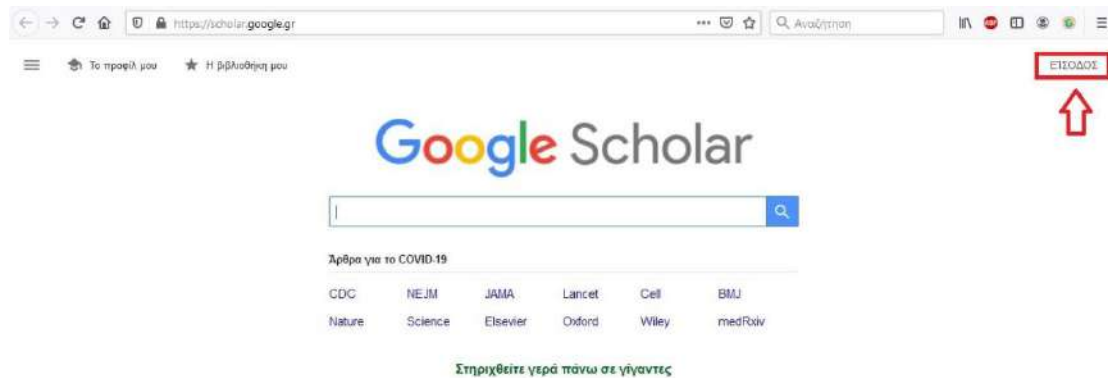 https://scholar.google.gr
Αναζήτηση
Το προφίλ μου
Η βιβλιοθήκη μου
ΕΊΣΟΔΟΣ
Google Scholar
Άρθρα για το COVID-19
CDC NEJM JAMA Lancet Cell BMJ
Nature Science Elsevier Oxford Wiley medRxiv
Στηριχθείτε γερά πάνω σε γίγαντες